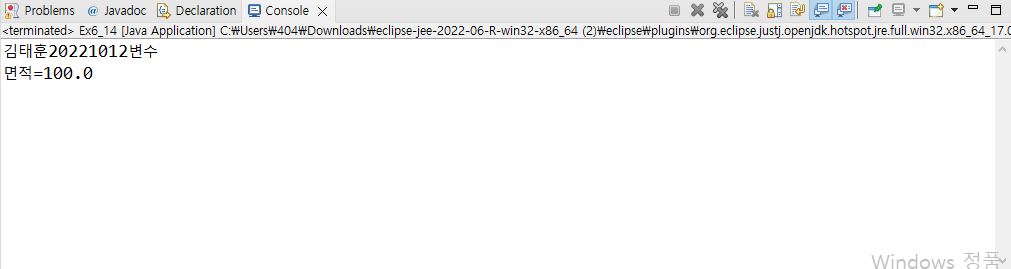 Problems @ Javadoc Declaration Console
<terminated> Ex6_14 [Java Application] C:₩Users₩404₩Downloads₩eclipse-jee-2022-06-R-win32-x86_64 (2)₩eclipse₩plugins₩org.eclipse.justj.openjdk.hotspot.jre.full.win32.x86_64_17.0
김태훈20221012변수
면적=100.0
Windows 정품